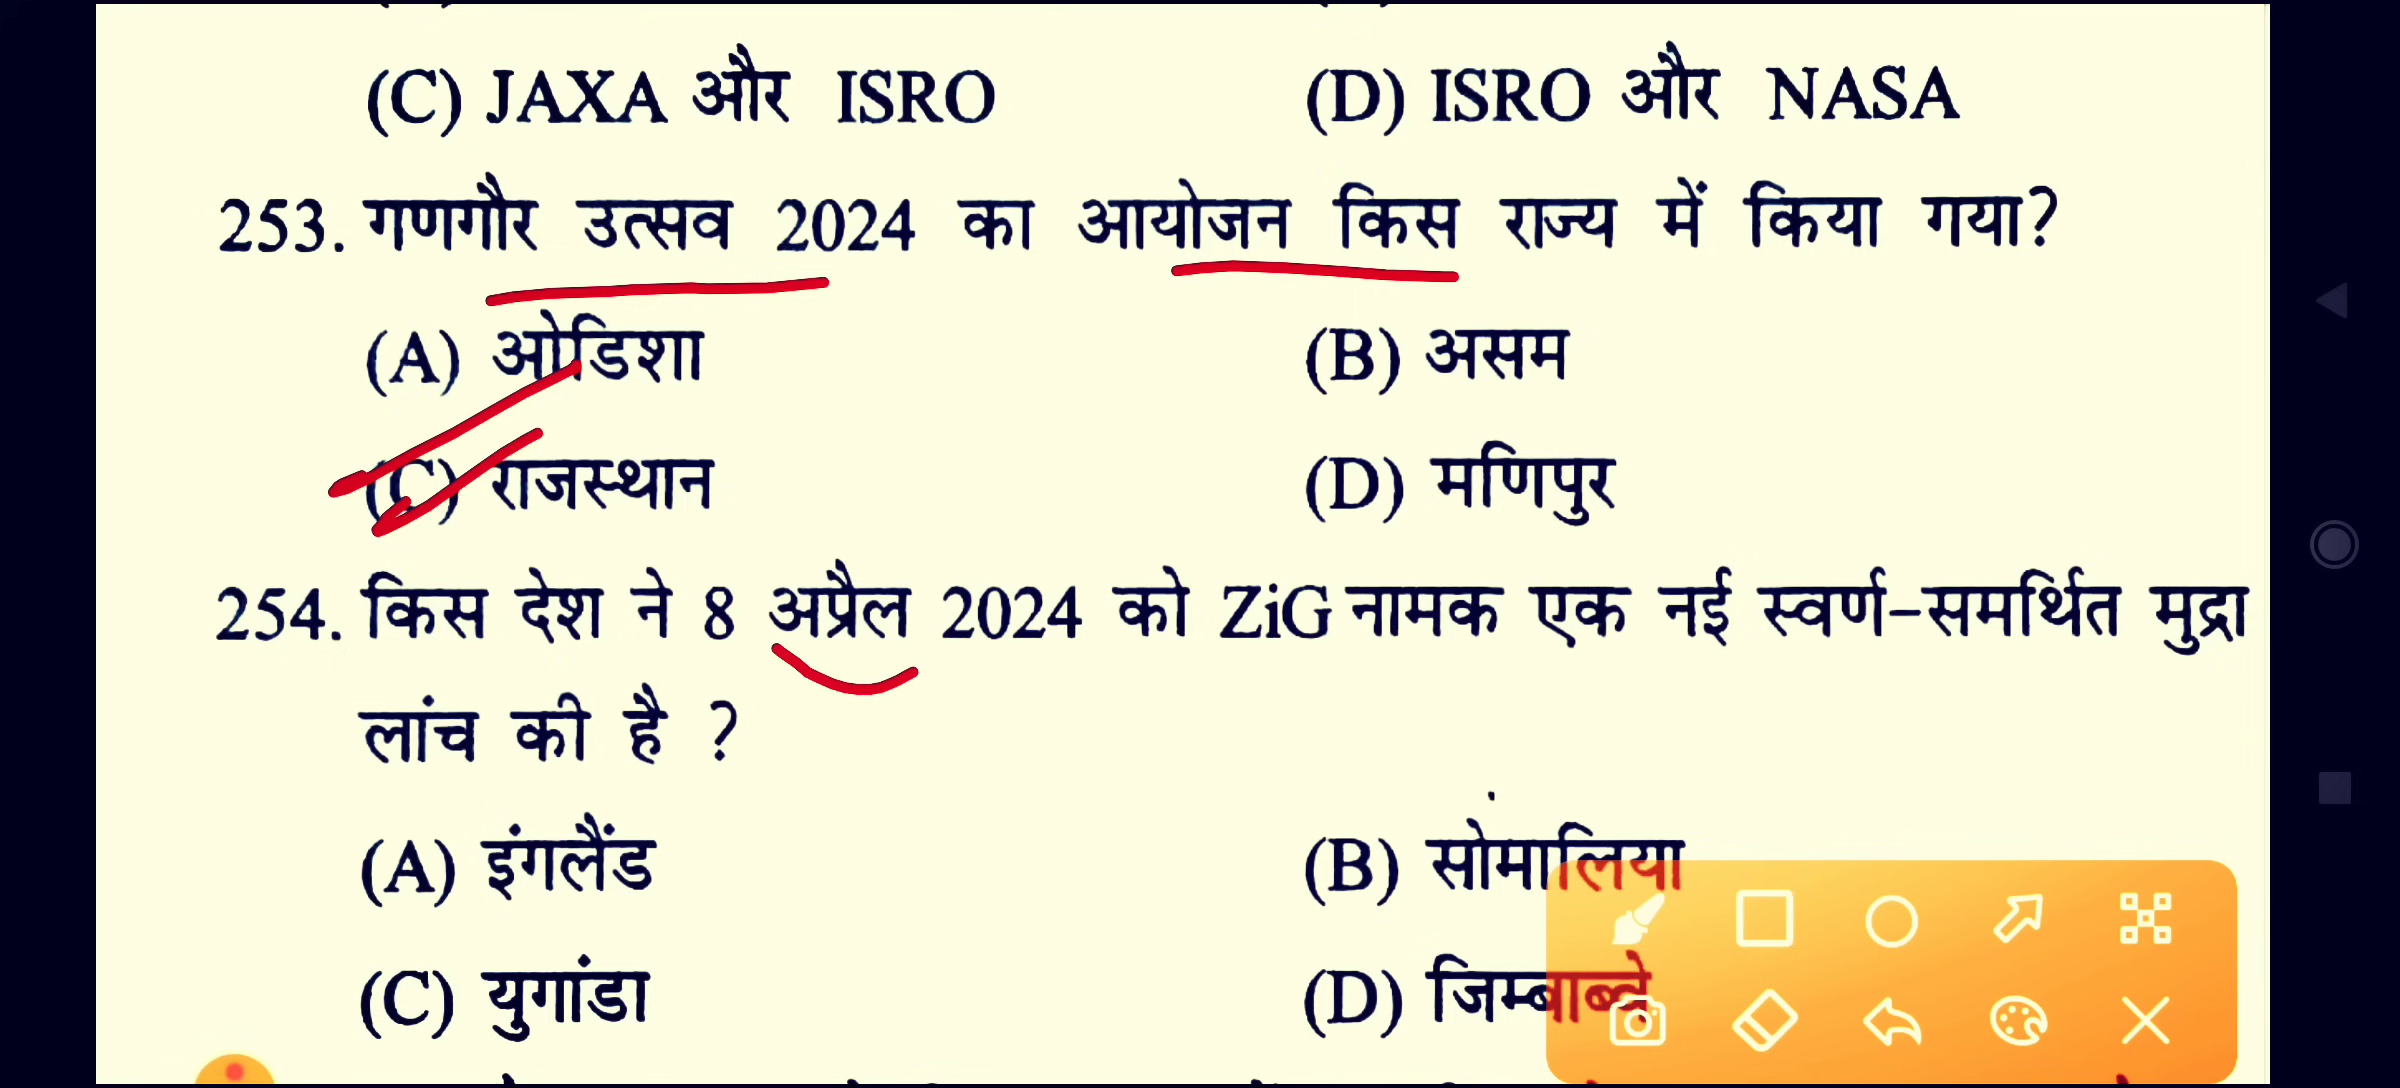 (C) JAXA और ISRO (D) ISRO और NASA
253. गणगौर उत्सव 2024 का आयोजन किस राज्य में किया गया?
(A) ओडिशा (B) असम
(C) राजस्थान (D) मणिपुर
254. किस देश ने 8 अप्रैल 2024 को ZiG नामक एक नई स्वर्ण-समर्थित मुद्रा
लांच की है ?
(A) इंगलैंड (B) सोमालिया
(C) युगांडा (D) जिम्बाब्वे